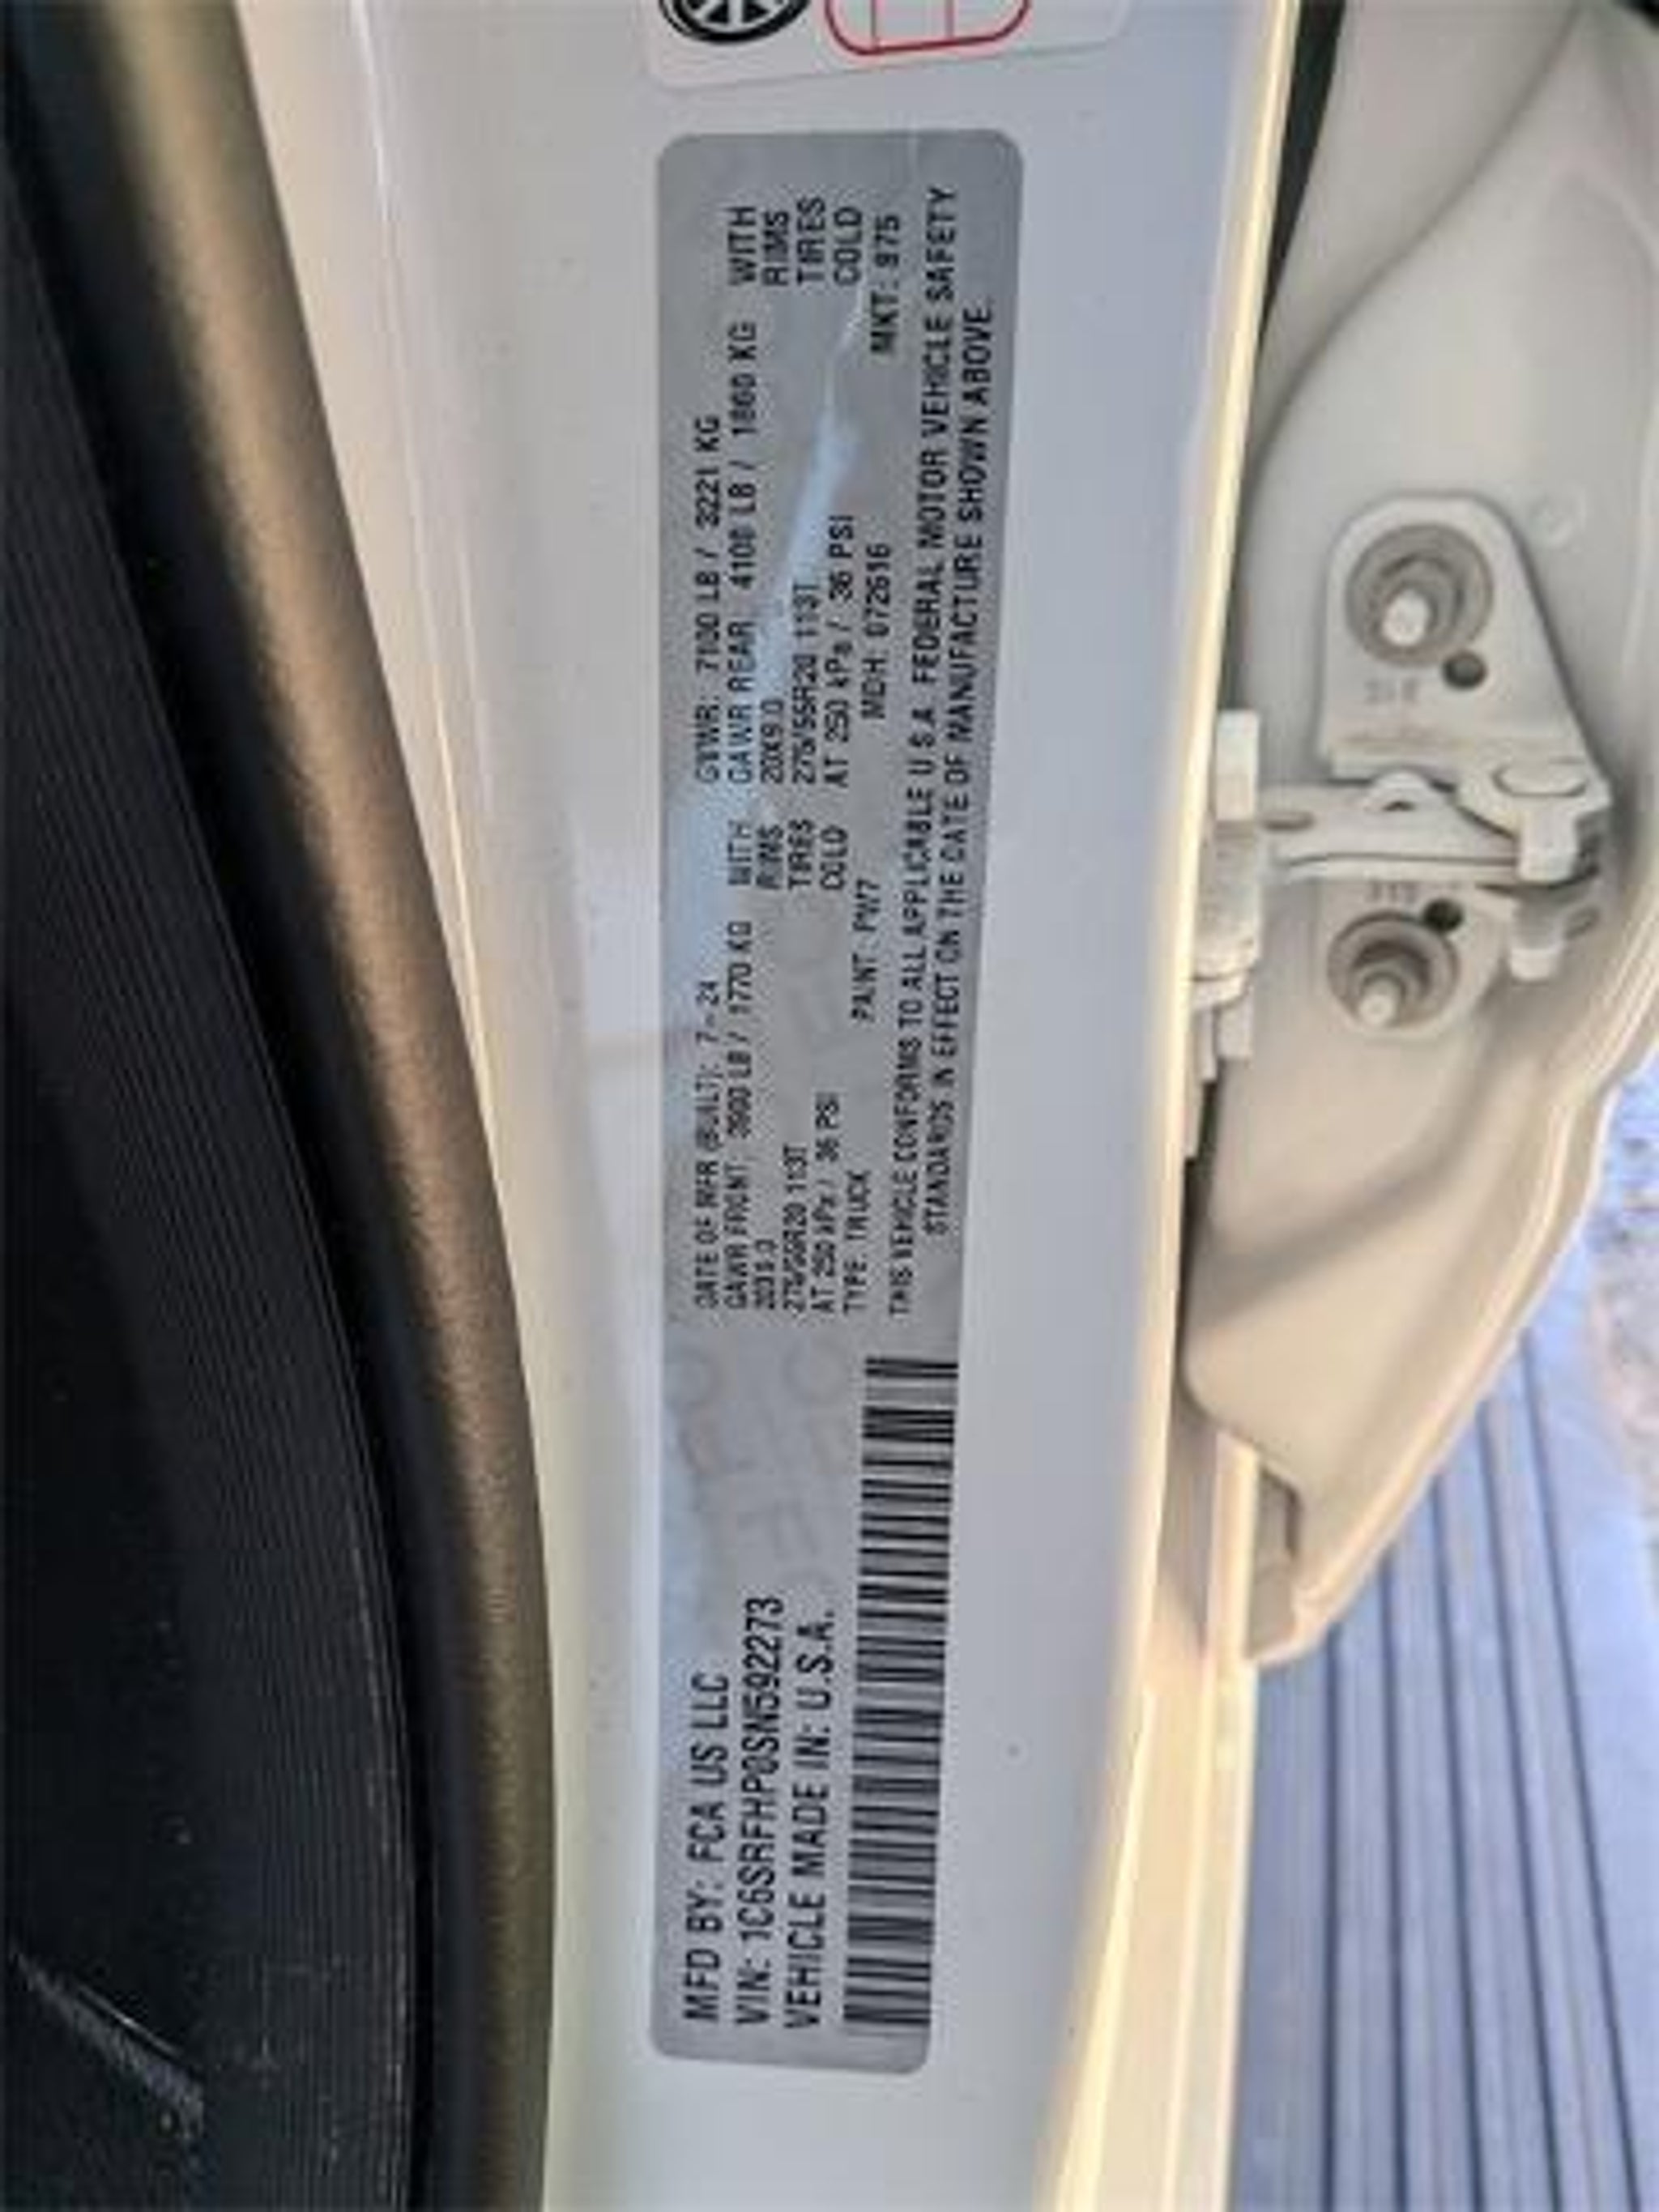 MFD BY: FCA US LLC
VIN: 1C6SRFHP0SN592273
VEHICLE MADE IN: U.S.A.
DATE OF MFR (BUILT): 7-24 GVWR: 7100 LB / 3221 KG
GAWR FRONT: 3900 LB / 1770 KG WITH GAWR REAR 4100 LB / 1860 KG WITH
20X9.0 RIMS 20X9.0 RIMS
275/55R20 113T TIRES 275/55R20 113T TIRES
AT 250 kPa / 36 PSI COLD AT 250 kPa / 36 PSI COLD
TYPE: TRUCK PAINT: PW7 MDH: 072616 MKT: 975
THIS VEHICLE CONFORMS TO ALL APPLICABLE U.S.A. FEDERAL MOTOR VEHICLE SAFETY
STANDARDS IN EFFECT ON THE DATE OF MANUFACTURE SHOWN ABOVE.